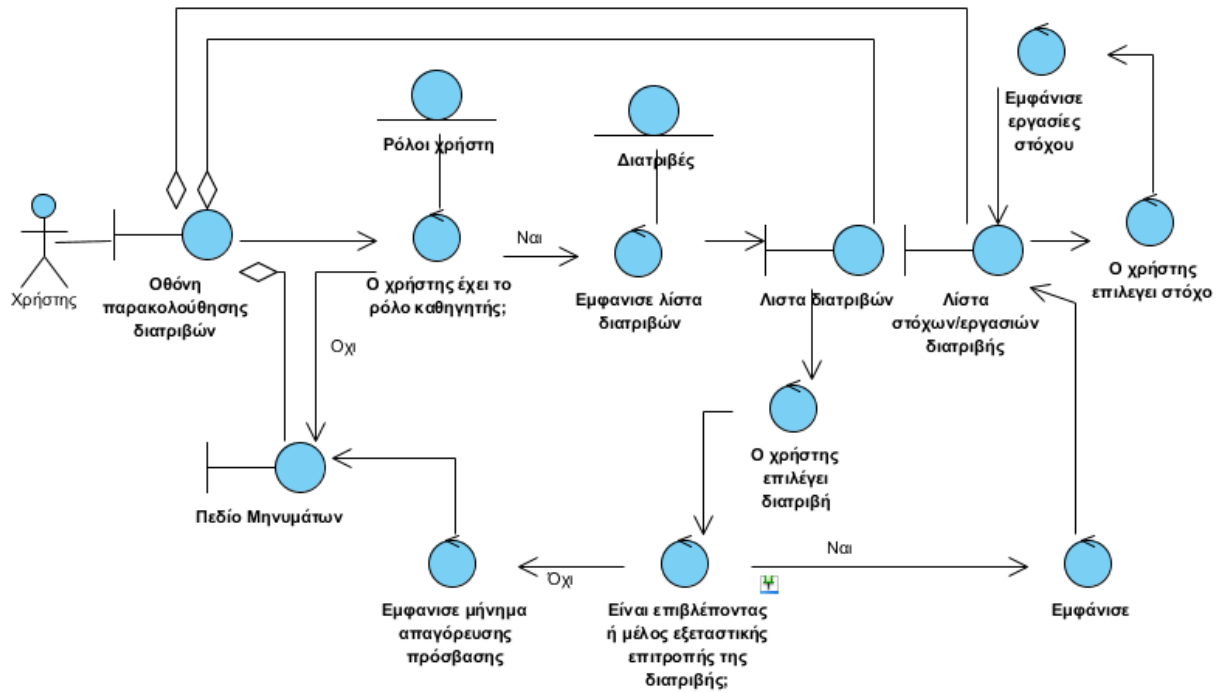 Εμφάνισε
εργασίες
στόχου
Ρόλοι χρήστη
Διατριβές
Χρήστης
Οθόνη
παρακολούθησης
διατριβών
Ο χρήστης έχει το
ρόλο καθηγητής;
Ναι
Εμφανισε λίστα
διατριβών
Λιστα διατριβών
Λίστα
στόχων/εργασιών
διατριβής
Ο χρήστης
επιλεγει στόχο
Οχι
Ο χρήστης
επιλέγει
διατριβή
Πεδίο Μηνυμάτων
Εμφανισε μήνημα
απαγόρευσης
πρόσβασης
Όχι
Είναι επιβλέποντας
ή μέλος εξεταστικής
επιτροπής της
διατριβής;
Ναι
Εμφάνισε